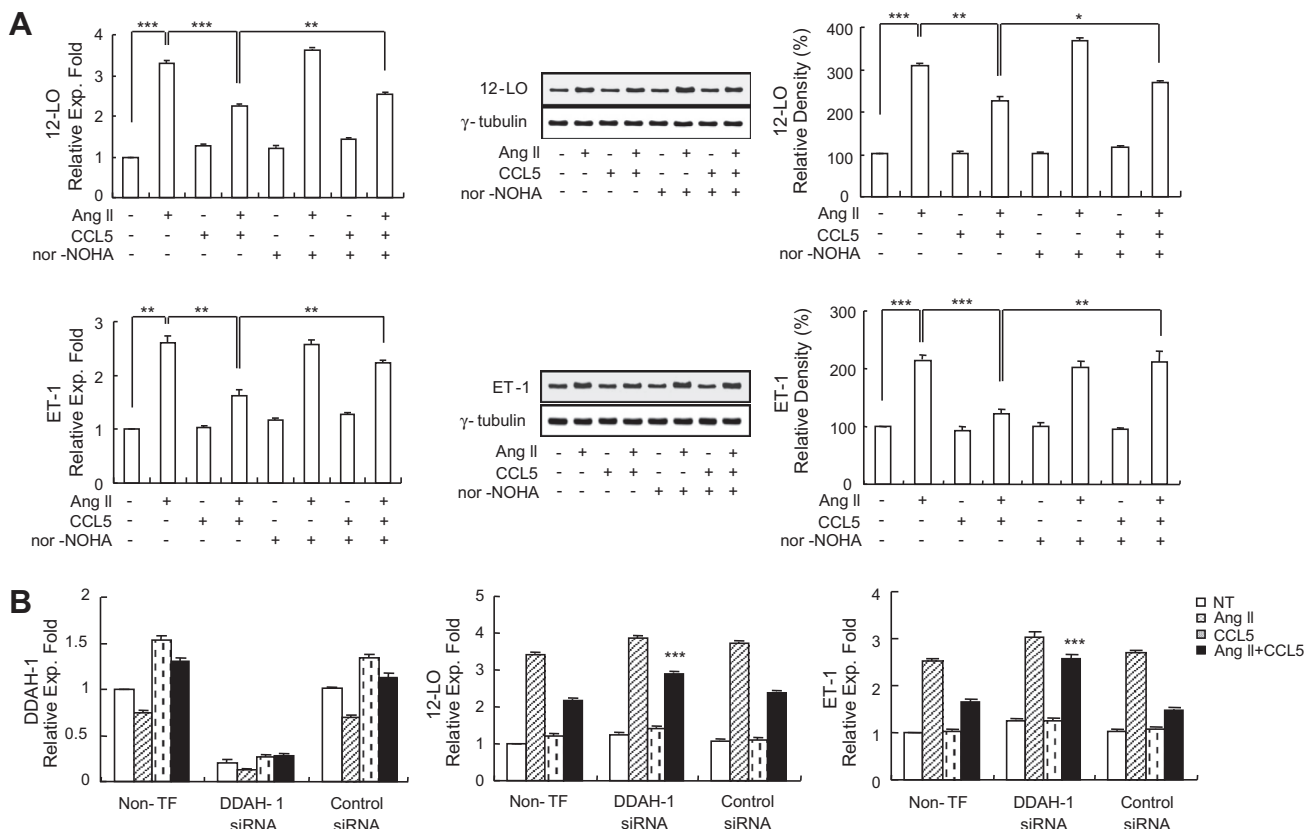 A
12-LO
Relative Exp. Fold
4
3
2
1
0
*** *** **
Ang II - + - + - + - +
CCL5 - - + + - - + +
nor -NOHA - - - - + + + +
12-LO
γ- tubulin
Ang II - + - + - + - +
CCL5 - - + + - - + +
nor -NOHA - - - - + + + +
12-LO
Relative Density (%)
400
300
200
100
0
*** ** *
Ang II - + - + - + - +
CCL5 - - + + - - + +
nor -NOHA - - - - + + + +
ET-1
Relative Exp. Fold
3
2
1
0
** ** **
Ang II - + - + - + - +
CCL5 - - + + - - + +
nor -NOHA - - - - + + + +
ET-1
γ- tubulin
Ang II - + - + - + - +
CCL5 - - + + - - + +
nor -NOHA - - - - + + + +
ET-1
Relative Density (%)
300
200
100
0
*** *** **
Ang II - + - + - + - +
CCL5 - - + + - - + +
nor -NOHA - - - - + + + +
B
DDAH-1
Relative Exp. Fold
2
1.5
1
0.5
0
Non- TF DDAH- 1 siRNA Control siRNA
12-LO
Relative Exp. Fold
5
4
3
2
1
0
***
Non- TF DDAH-1 siRNA Control siRNA
ET-1
Relative Exp. Fold
4
3
2
1
0
***
Non- TF DDAH-1 siRNA Control siRNA
NT
Ang II
CCL5
Ang II+CCL5